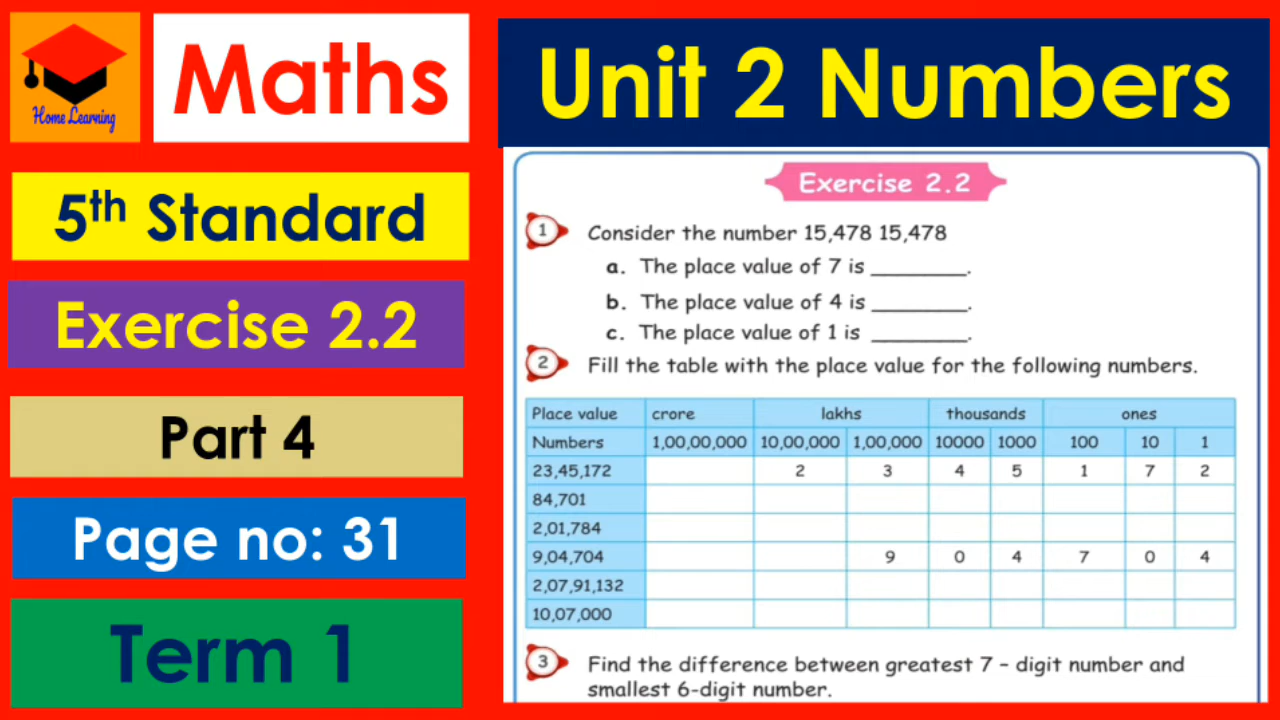 Home Learning
Maths
Unit 2 Numbers
5th Standard
Exercise 2.2
Part 4
Page no: 31
Term 1
Exercise 2.2
1 Consider the number 15,478 15,478
a. The place value of 7 is ________.
b. The place value of 4 is ________.
c. The place value of 1 is ________.
2 Fill the table with the place value for the following numbers.
Place value crore lakhs thousands ones
Numbers 1,00,00,000 10,00,000 1,00,000 10000 1000 100 10 1
23,45,172 2 3 4 5 1 7 2
84,701
2,01,784
9,04,704 9 0 4 7 0 4
2,07,91,132
10,07,000
3 Find the difference between greatest 7 – digit number and
smallest 6-digit number.